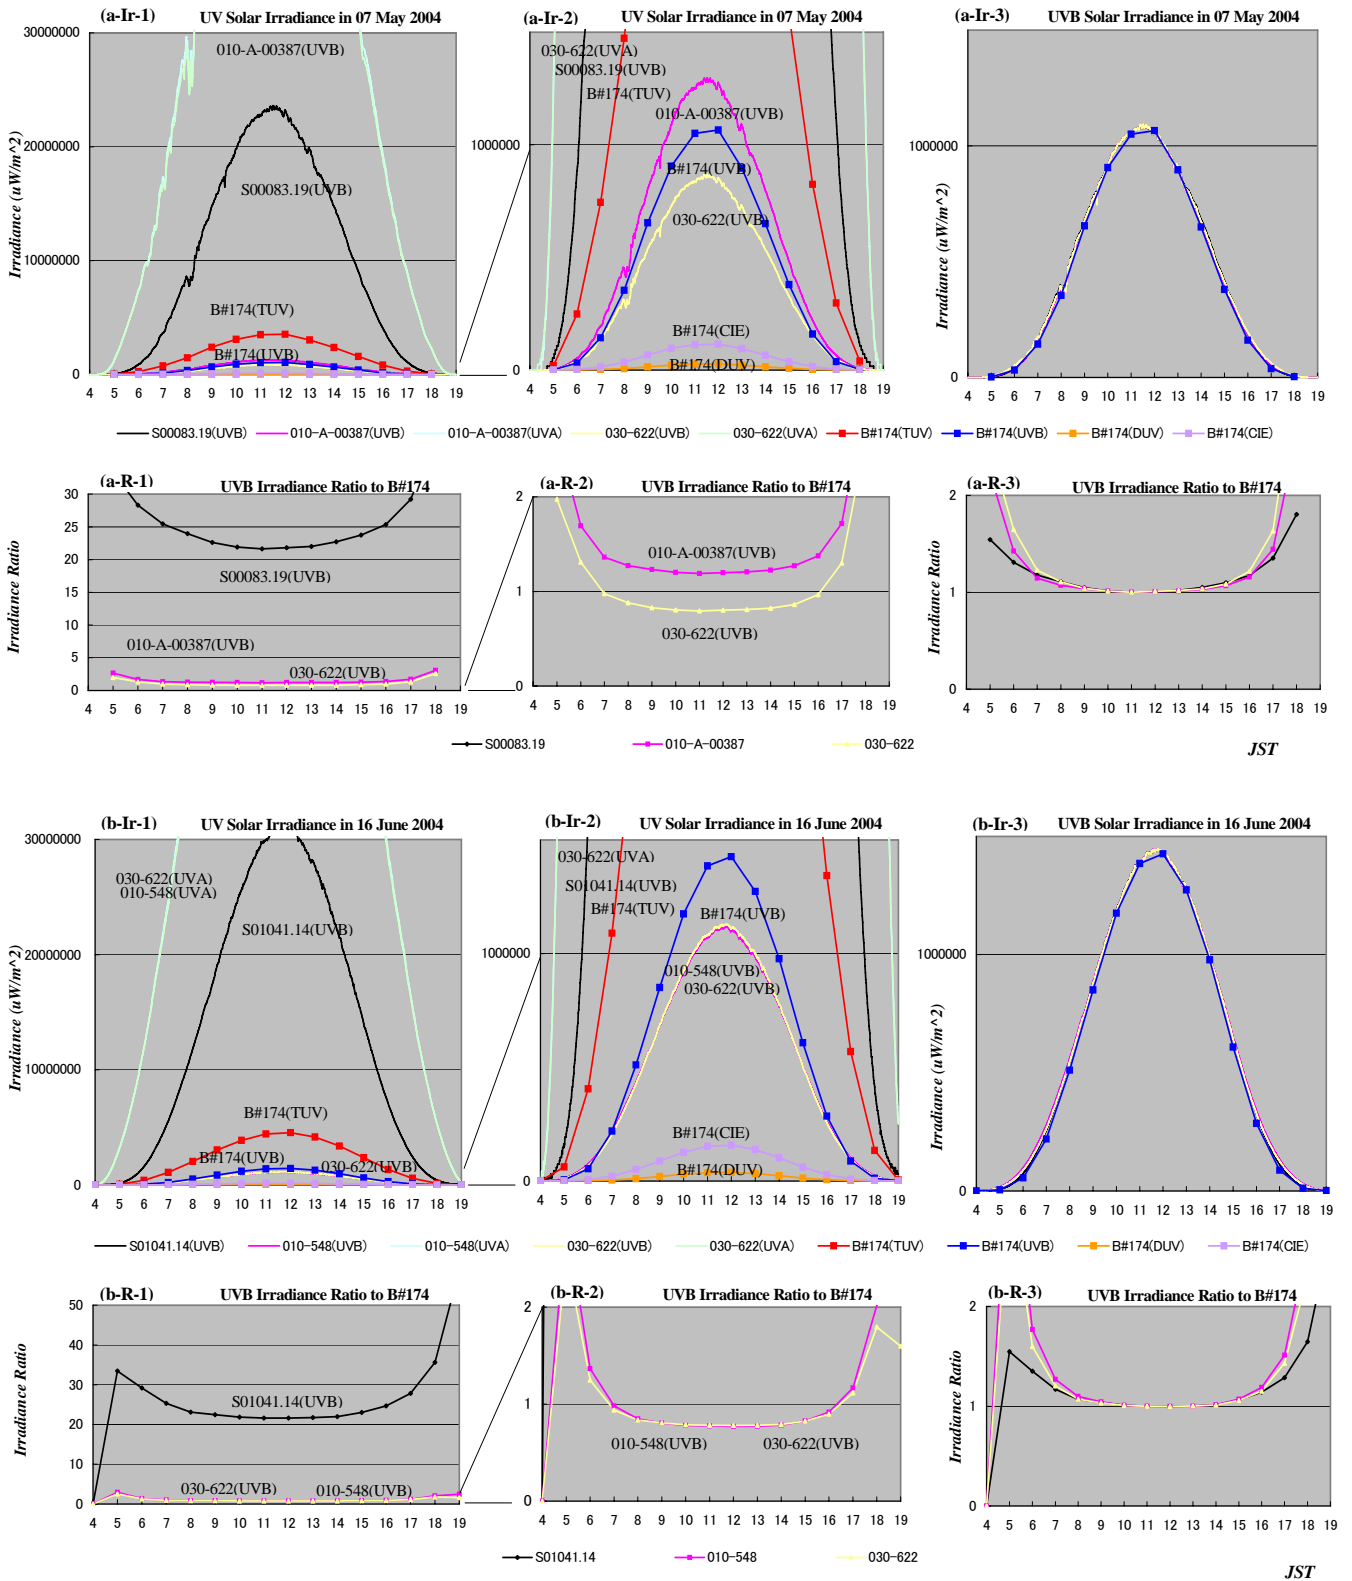 (a-Ir-1) UV Solar Irradiance in 07 May 2004
30000000
20000000
10000000
0
Irradiance (uW/m^2)
010-A-00387(UVB)
S00083.19(UVB)
B#174(TUV)
B#174(UVB)
4 5 6 7 8 9 10 11 12 13 14 15 16 17 18 19
(a-Ir-2) UV Solar Irradiance in 07 May 2004
030-622(UVA)
S00083.19(UVB)
B#174(TUV)
010-A-00387(UVB)
1000000
B#174(UVB)
030-622(UVB)
B#174(CIE)
B#174(DUV)
0
4 5 6 7 8 9 10 11 12 13 14 15 16 17 18 19
(a-Ir-3) UVB Solar Irradiance in 07 May 2004
1000000
0
Irradiance (uW/m^2)
4 5 6 7 8 9 10 11 12 13 14 15 16 17 18 19
S00083.19(UVB) 010-A-00387(UVB) 010-A-00387(UVA) 030-622(UVB) 030-622(UVA) B#174(TUV) B#174(UVB) B#174(DUV) B#174(CIE)
(a-R-1) UVB Irradiance Ratio to B#174
30
25
20
15
10
5
0
Irradiance Ratio
S00083.19(UVB)
010-A-00387(UVB)
030-622(UVB)
4 5 6 7 8 9 10 11 12 13 14 15 16 17 18 19
(a-R-2) UVB Irradiance Ratio to B#174
2
1
0
010-A-00387(UVB)
030-622(UVB)
4 5 6 7 8 9 10 11 12 13 14 15 16 17 18 19
(a-R-3) UVB Irradiance Ratio to B#174
2
1
0
Irradiance Ratio
4 5 6 7 8 9 10 11 12 13 14 15 16 17 18 19
S00083.19 010-A-00387 030-622
JST
(b-Ir-1) UV Solar Irradiance in 16 June 2004
30000000
20000000
10000000
0
Irradiance (uW/m^2)
030-622(UVA)
010-548(UVA)
S01041.14(UVB)
B#174(TUV)
B#174(UVB)
030-622(UVB)
4 5 6 7 8 9 10 11 12 13 14 15 16 17 18 19
(b-Ir-2) UV Solar Irradiance in 16 June 2004
030-622(UVA)
S01041.14(UVB)
B#174(TUV)
B#174(UVB)
1000000
010-548(UVB)
030-622(UVB)
B#174(CIE)
B#174(DUV)
0
4 5 6 7 8 9 10 11 12 13 14 15 16 17 18 19
(b-Ir-3) UVB Solar Irradiance in 16 June 2004
1000000
0
Irradiance (uW/m^2)
4 5 6 7 8 9 10 11 12 13 14 15 16 17 18 19
S01041.14(UVB) 010-548(UVB) 010-548(UVA) 030-622(UVB) 030-622(UVA) B#174(TUV) B#174(UVB) B#174(DUV) B#174(CIE)
(b-R-1) UVB Irradiance Ratio to B#174
50
40
30
20
10
0
Irradiance Ratio
S01041.14(UVB)
030-622(UVB)
010-548(UVB)
4 5 6 7 8 9 10 11 12 13 14 15 16 17 18 19
(b-R-2) UVB Irradiance Ratio to B#174
2
1
0
010-548(UVB)
030-622(UVB)
4 5 6 7 8 9 10 11 12 13 14 15 16 17 18 19
(b-R-3) UVB Irradiance Ratio to B#174
2
1
0
Irradiance Ratio
4 5 6 7 8 9 10 11 12 13 14 15 16 17 18 19
S01041.14 010-548 030-622
JST